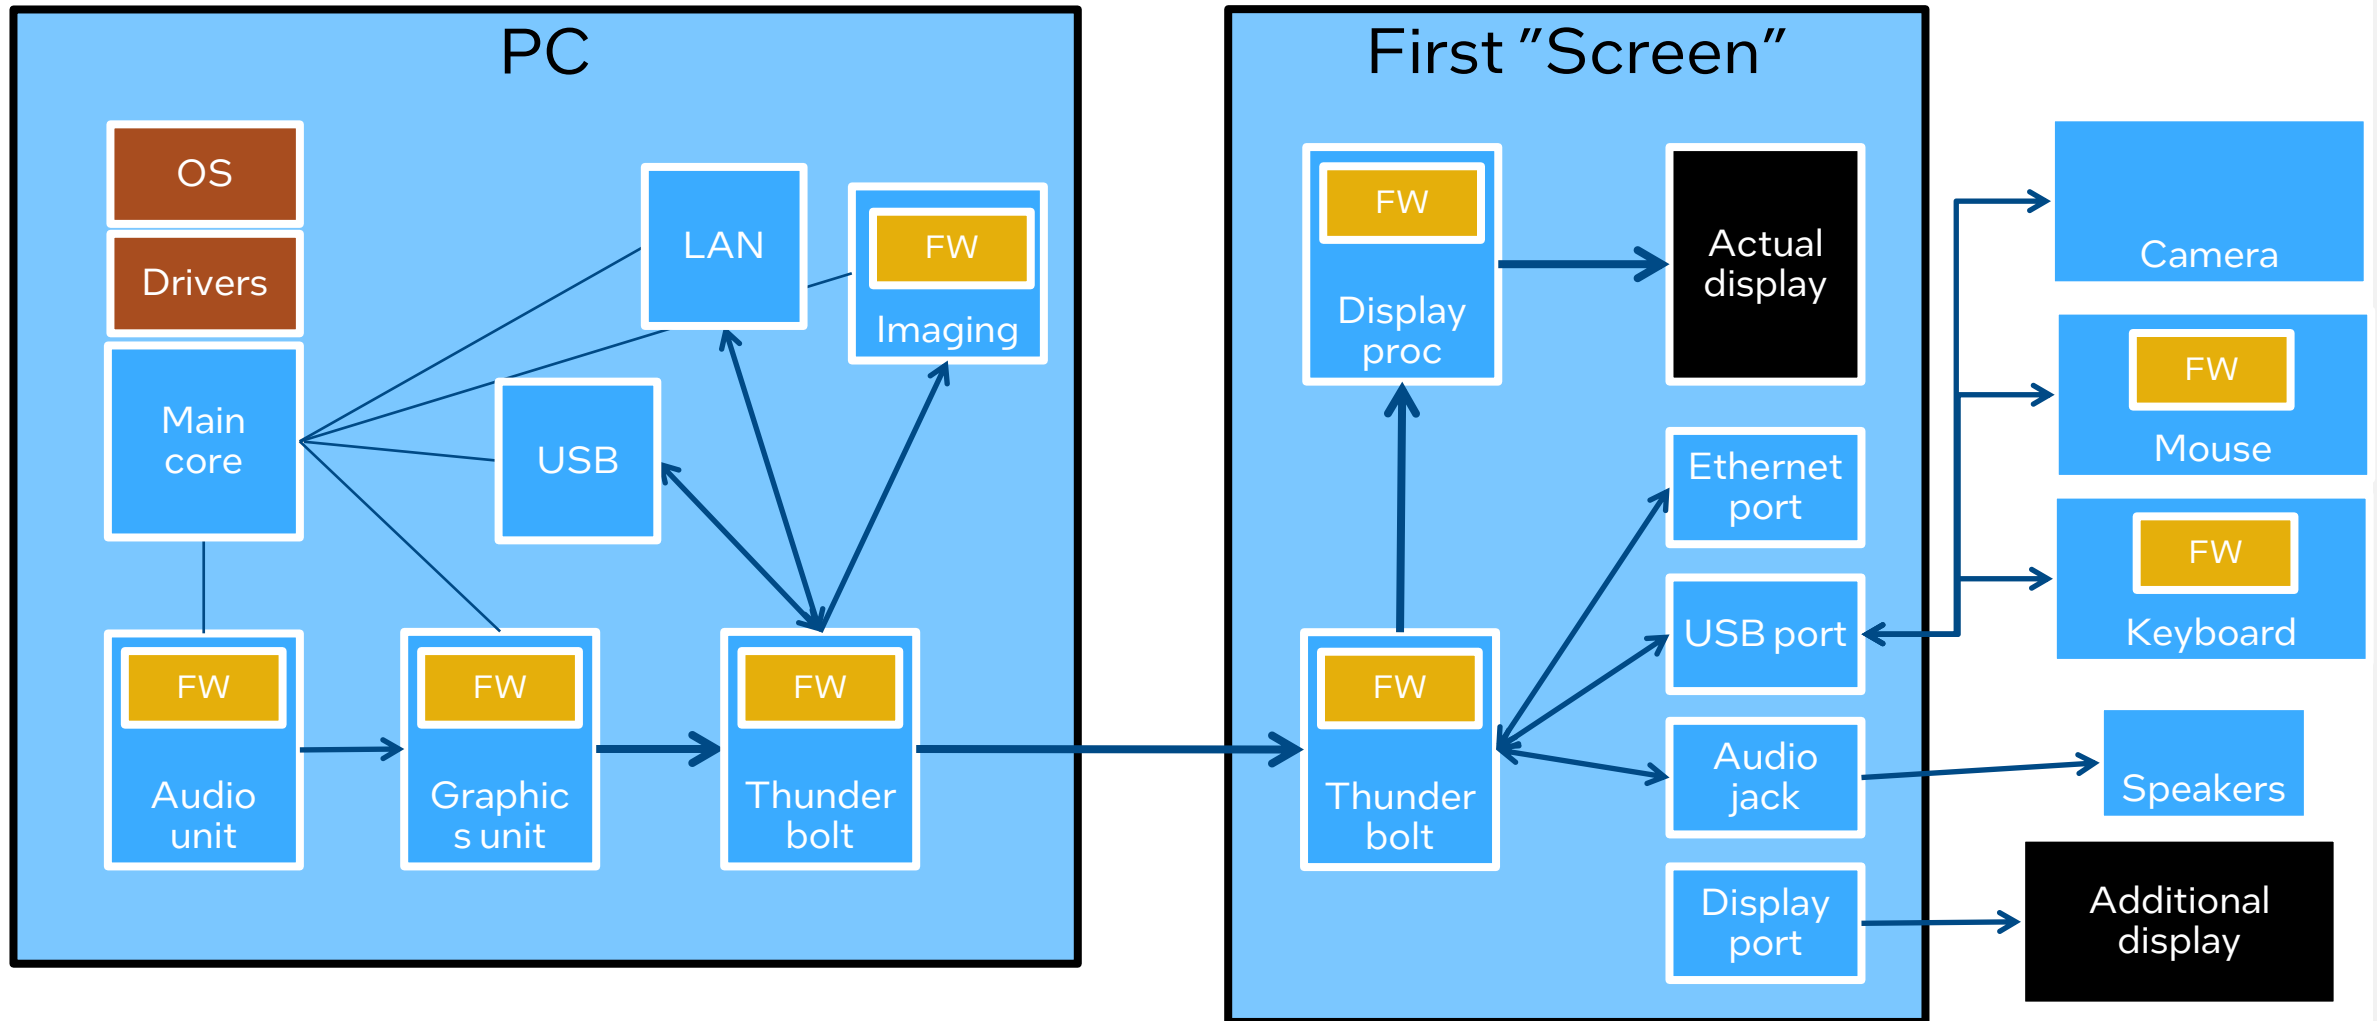 PC
OS
Drivers
Main
core
LAN
FW
Imaging
USB
FW
Audio
unit
FW
Graphic
s unit
FW
Thunder
bolt
First ”Screen”
FW
Display
proc
Actual
display
Ethernet
port
USB port
FW
Thunder
bolt
Audio
jack
Display
port
Camera
FW
Mouse
FW
Keyboard
Speakers
Additional
display